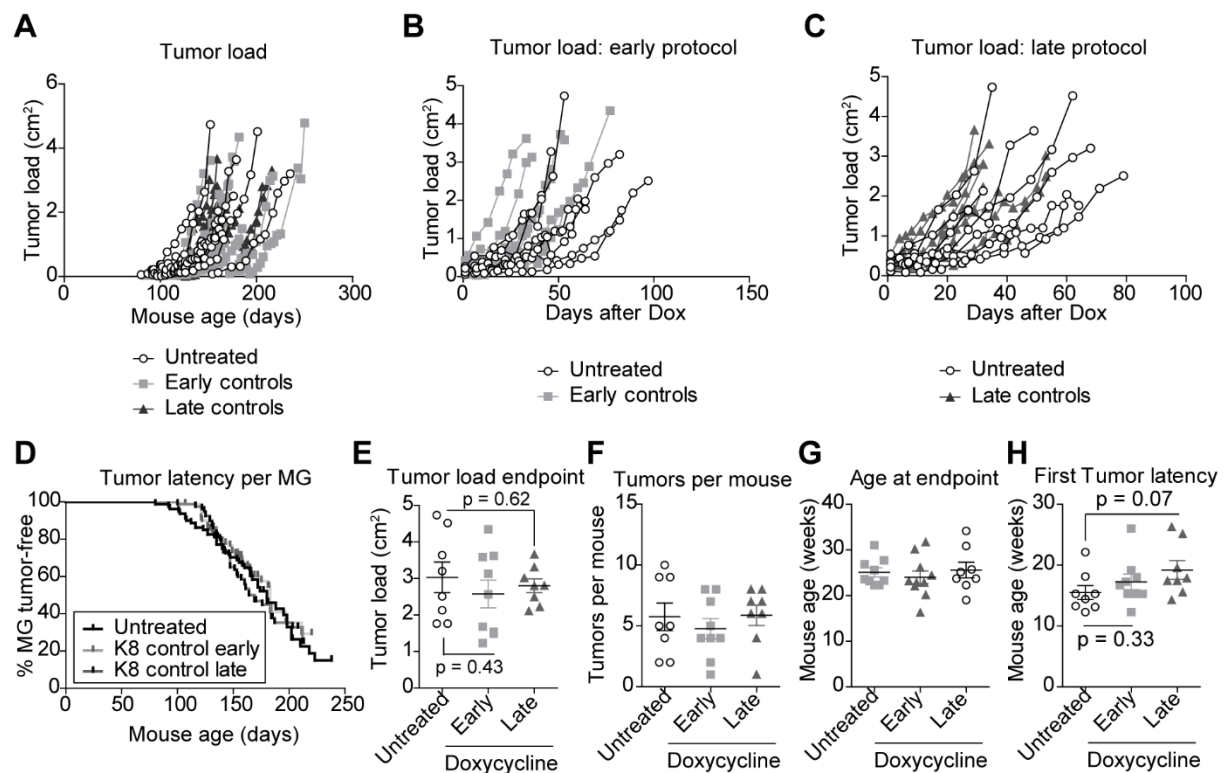 A
Tumor load
Tumor load (cm²)
6
4
2
0
0
100
200
300
Mouse age (days)
Untreated
Early controls
Late controls
B
Tumor load: early protocol
Tumor load (cm²)
5
4
3
2
1
0
0
50
100
150
Days after Dox
Untreated
Early controls
C
Tumor load: late protocol
Tumor load (cm²)
5
4
3
2
1
0
0
20
40
60
80
100
Days after Dox
Untreated
Late controls
D
Tumor latency per MG
% MG tumor-free
100
80
60
40
20
0
0
50
100
150
200
250
Untreated
K8 control early
K8 control late
Mouse age (days)
E
Tumor load endpoint
p = 0.62
Tumor load (cm²)
5
4
3
2
1
0
p = 0.43
Untreated
Early
Late
Doxycycline
F
Tumors per mouse
Tumors per mouse
15
10
5
0
Untreated
Early
Late
Doxycycline
G
Age at endpoint
Mouse age (weeks)
40
30
20
10
0
Untreated
Early
Late
Doxycycline
H
First Tumor latency
p = 0.07
Mouse age (weeks)
30
20
10
0
p = 0.33
Untreated
Early
Late
Doxycycline